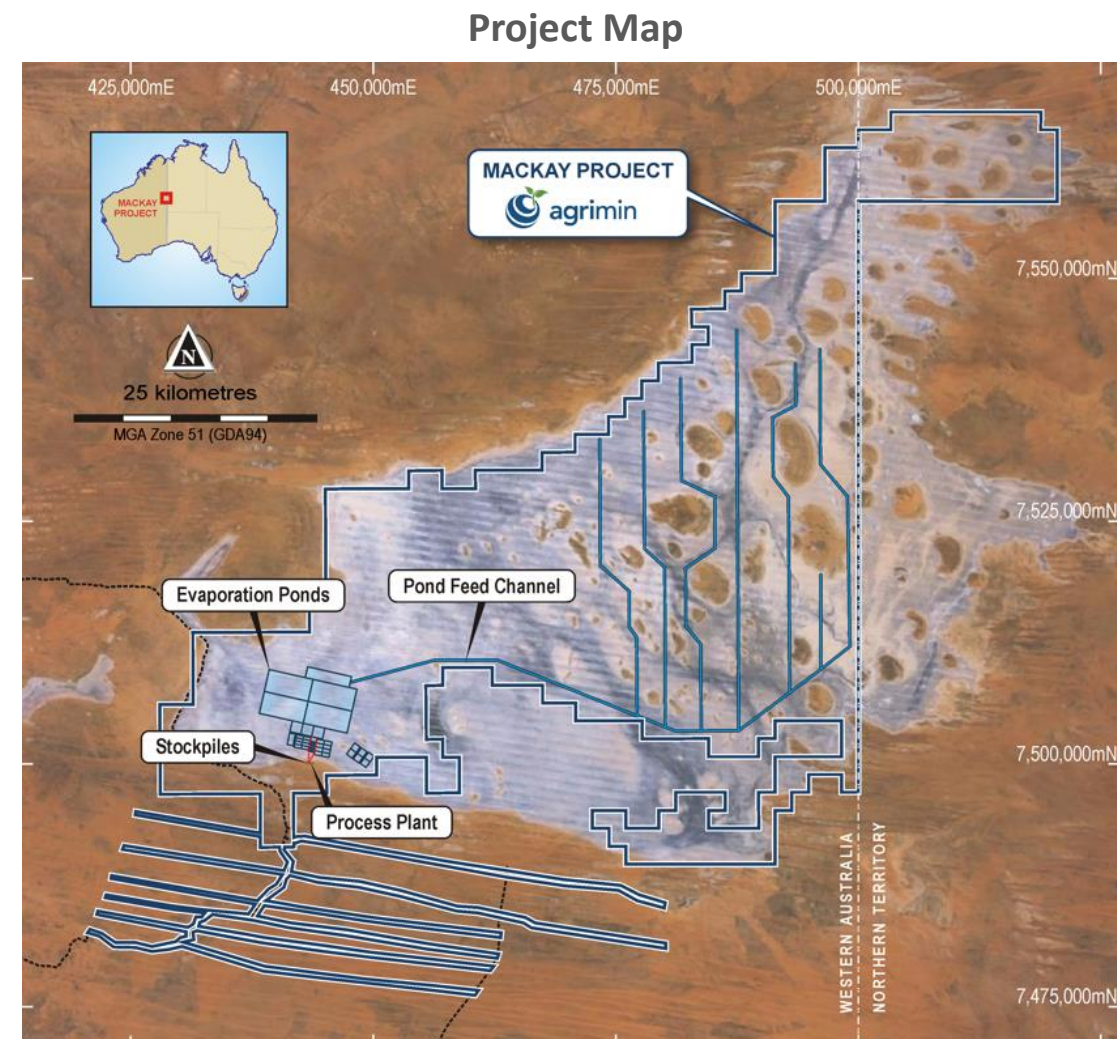 Project Map
425,000mE
450,000mE
475,000mE
500,000mE
MACKAY
PROJECT
MACKAY PROJECT
agrimin
7,550,000mN
N
25 kilometres
MGA Zone 51 (GDA94)
7,525,000mN
Evaporation Ponds
Pond Feed Channel
Stockpiles
7,500,000mN
Process Plant
WESTERN AUSTRALIA
NORTHERN TERRITORY
7,475,000mN